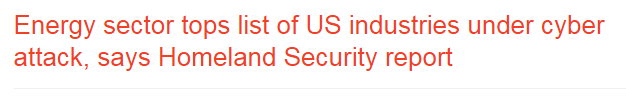 Energy sector tops list of US industries under cyber
attack, says Homeland Security report